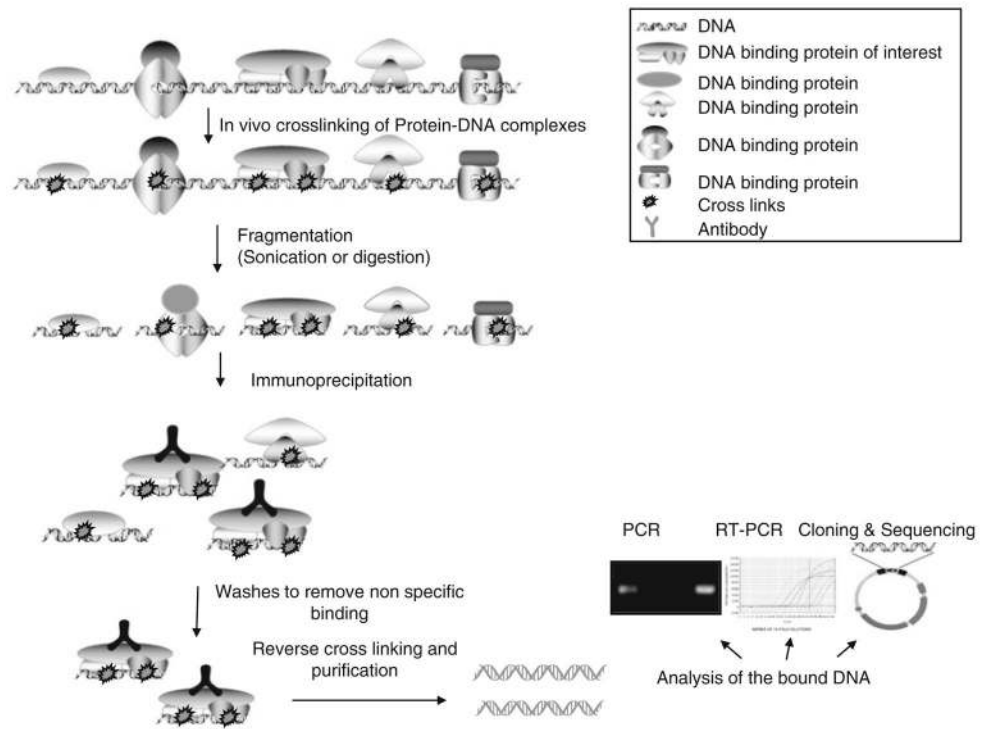 DNA
DNA binding protein of interest
DNA binding protein
DNA binding protein
DNA binding protein
DNA binding protein
Cross links
Antibody
In vivo crosslinking of Protein-DNA complexes
Fragmentation
(Sonication or digestion)
Immunoprecipitation
Washes to remove non specific
binding
Reverse cross linking and
purification
PCR
RT-PCR
Cloning & Sequencing
Analysis of the bound DNA